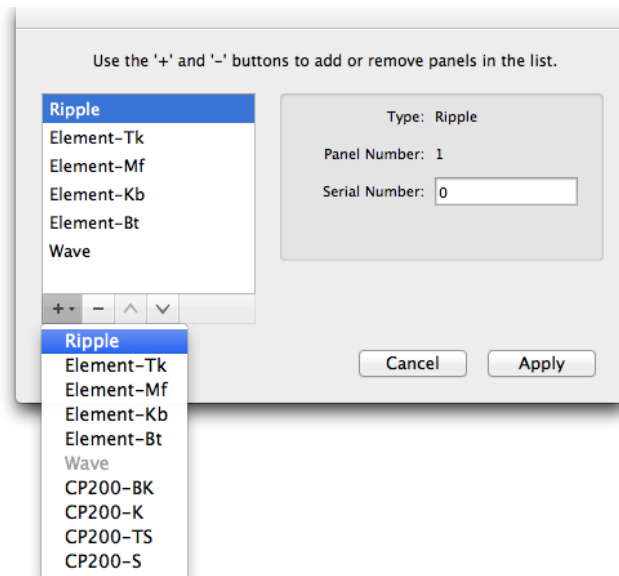 Use the '+' and '-' buttons to add or remove panels in the list.
Ripple
Element-Tk
Element-Mf
Element-Kb
Element-Bt
Wave
Type: Ripple
Panel Number: 1
Serial Number: 0
+ -
Ripple
Element-Tk
Element-Mf
Element-Kb
Element-Bt
Wave
CP200-BK
CP200-K
CP200-TS
CP200-S
Cancel Apply